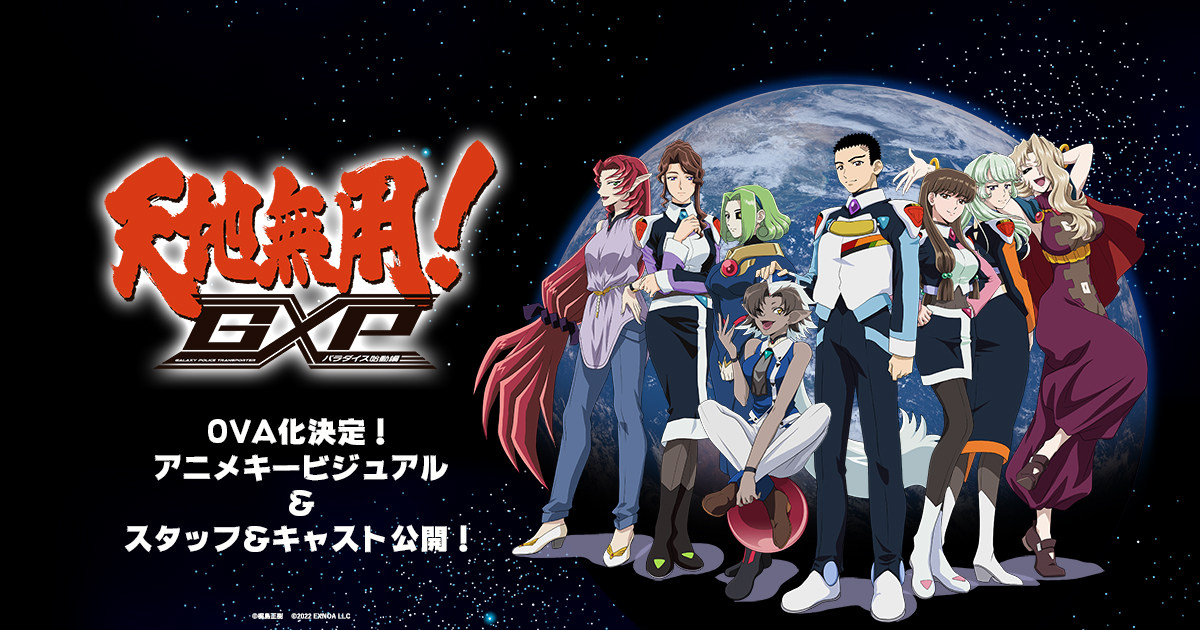 天地無用!
GXP
GALAXY POLICE TRANSPORTER
パラダイス始動編
OVA化決定!
アニメキービジュアル
&
スタッフ&キャスト公開!
©梶島正樹 ©2022 EXNOA LLC